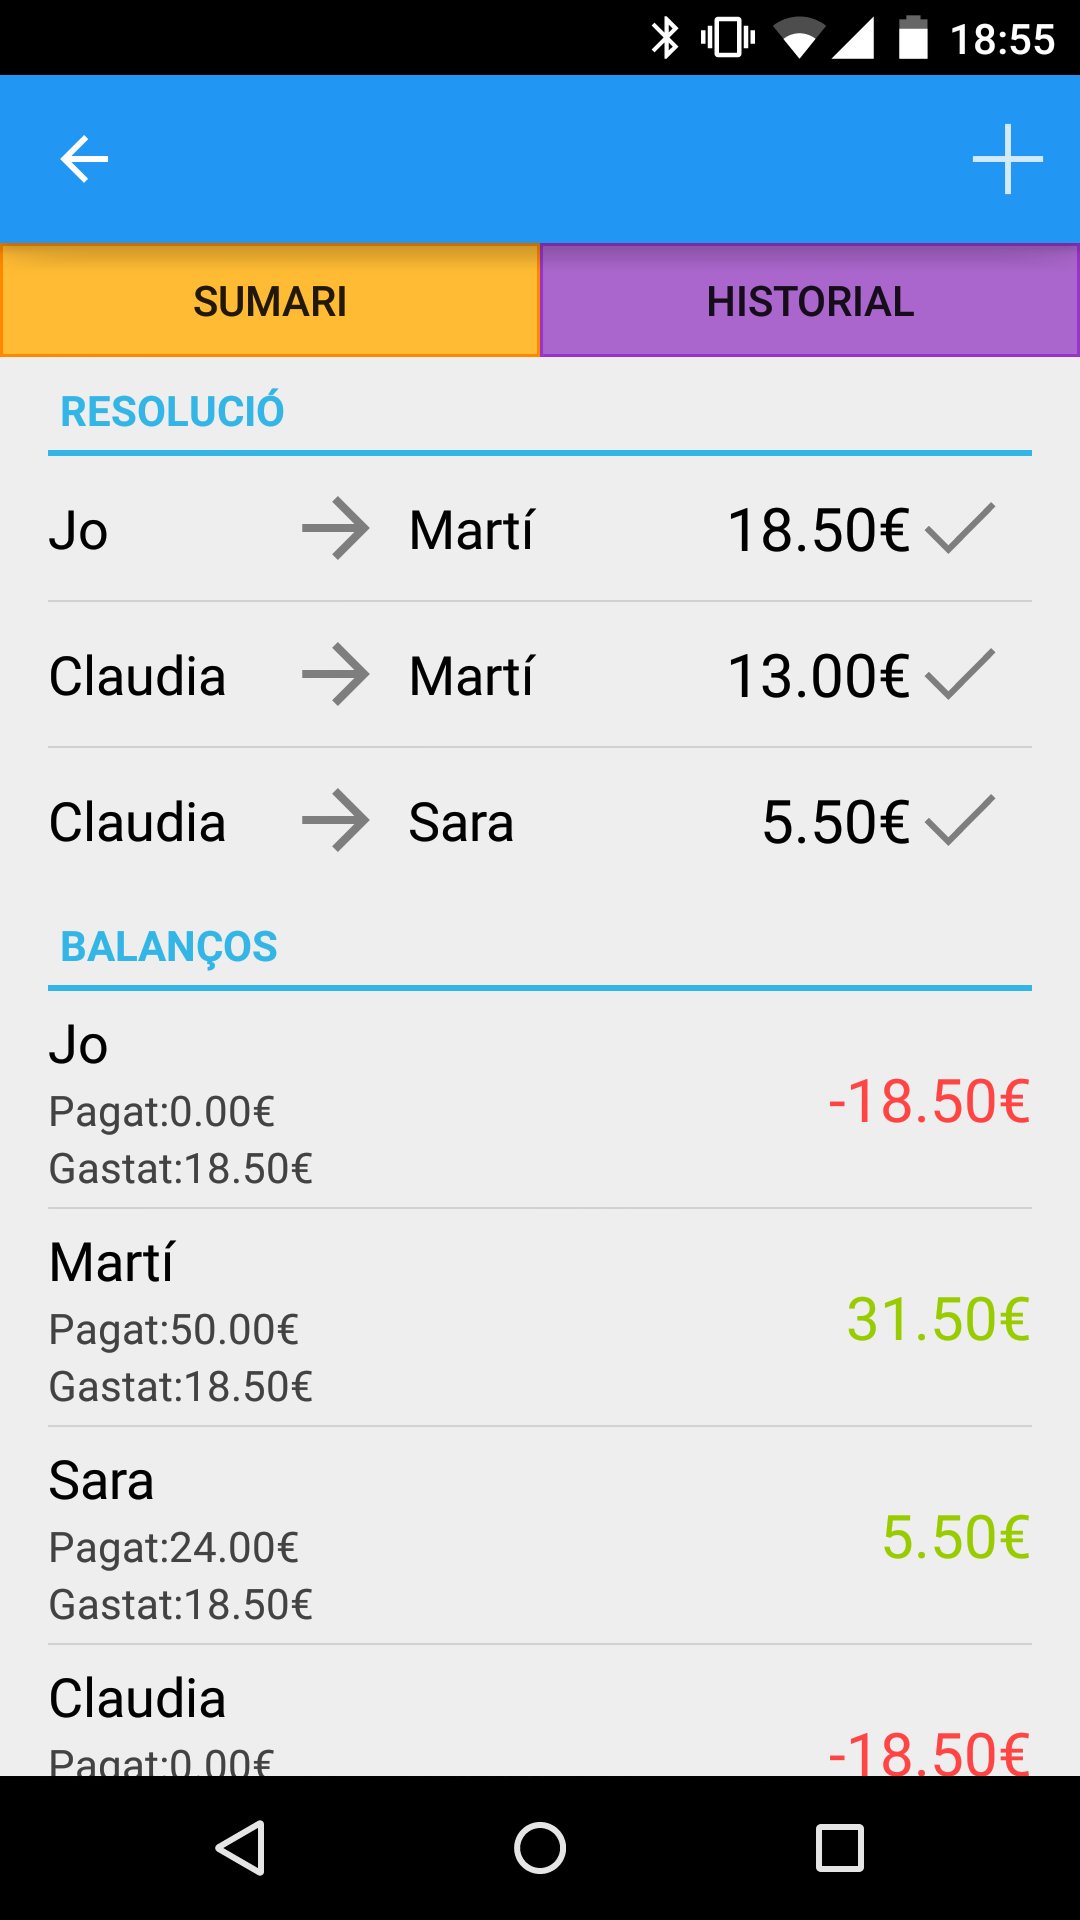 18:55
SUMARI HISTORIAL
RESOLUCIÓ
Jo Martí 18.50€
Claudia Martí 13.00€
Claudia Sara 5.50€
BALANÇOS
Jo
Pagat:0.00€
-18.50€
Gastat:18.50€
Martí
Pagat:50.00€
31.50€
Gastat:18.50€
Sara
Pagat:24.00€
5.50€
Gastat:18.50€
Claudia
Pagat:0.00€
-18.50€